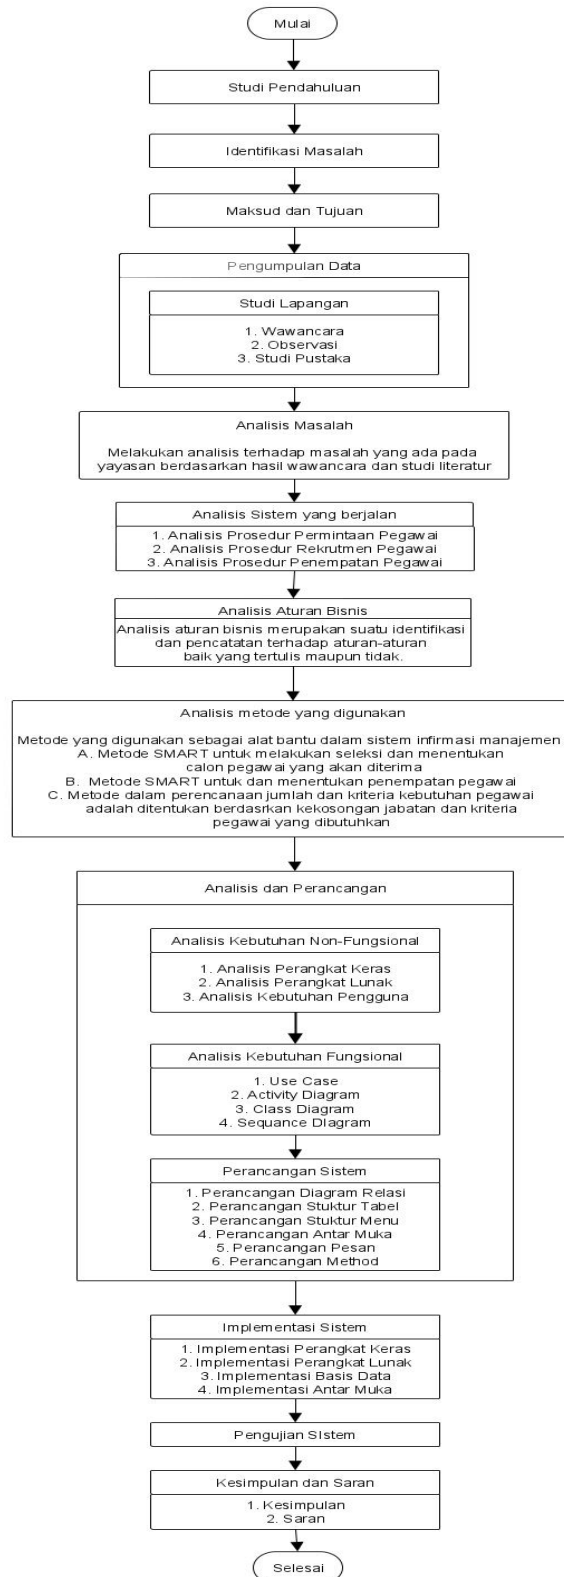 Mulai
Studi Pendahuluan
Identifikasi Masalah
Maksud dan Tujuan
Pengumpulan Data
Studi Lapangan
1. Wawancara
2. Observasi
3. Studi Pustaka
Analisis Masalah
Melakukan analisis terhadap masalah yang ada pada
yayasan berdasarkan hasil wawancara dan studi literatur
Analisis Sistem yang berjalan
1. Analisis Prosedur Permintaan Pegawai
2. Analisis Prosedur Rekrutmen Pegawai
3. Analisis Prosedur Penempatan Pegawai
Analisis Aturan Bisnis
Analisis aturan bisnis merupakan suatu identifikasi
dan pencatatan terhadap aturan-aturan
baik yang tertulis maupun tidak.
Analisis metode yang digunakan
Metode yang digunakan sebagai alat bantu dalam sistem infirmasi manajemen
A. Metode SMART untuk melakukan seleksi dan menentukan
calon pegawai yang akan diterima
B. Metode SMART untuk dan menentukan penempatan pegawai
C. Metode dalam perencanaan jumlah dan kriteria kebutuhan pegawai
adalah ditentukan berdasrkan kekosongan jabatan dan kriteria
pegawai yang dibutuhkan
Analisis dan Perancangan
Analisis Kebutuhan Non-Fungsional
1. Analisis Perangkat Keras
2. Analisis Perangkat Lunak
3. Analisis Kebutuhan Pengguna
Analisis Kebutuhan Fungsional
1. Use Case
2. Activity Diagram
3. Class Diagram
4. Sequance DIagram
Perancangan Sistem
1. Perancangan Diagram Relasi
2. Perancangan Stuktur Tabel
3. Perancangan Stuktur Menu
4. Perancangan Antar Muka
5. Perancangan Pesan
6. Perancangan Method
Implementasi Sistem
1. Implementasi Perangkat Keras
2. Implementasi Perangkat Lunak
3. Implementasi Basis Data
4. Implementasi Antar Muka
Pengujian SIstem
Kesimpulan dan Saran
1. Kesimpulan
2. Saran
Selesai